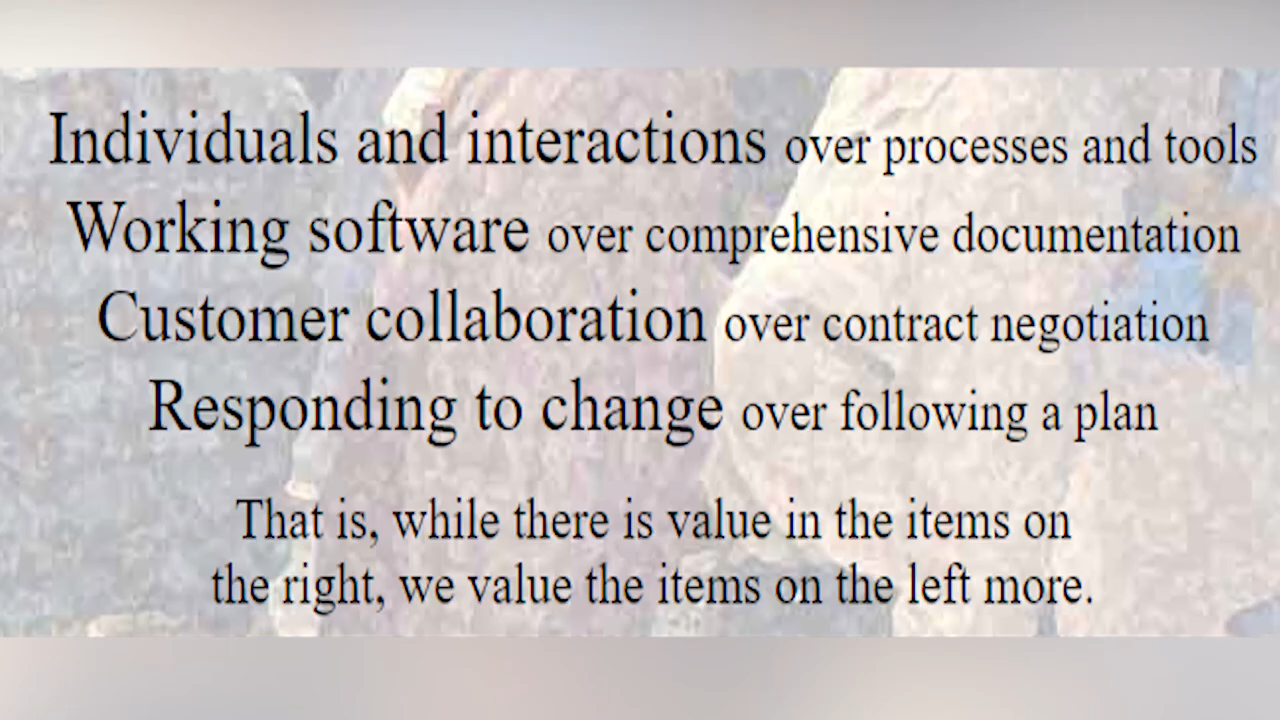 Individuals and interactions over processes and tools
Working software over comprehensive documentation
Customer collaboration over contract negotiation
Responding to change over following a plan
That is, while there is value in the items on
the right, we value the items on the left more.